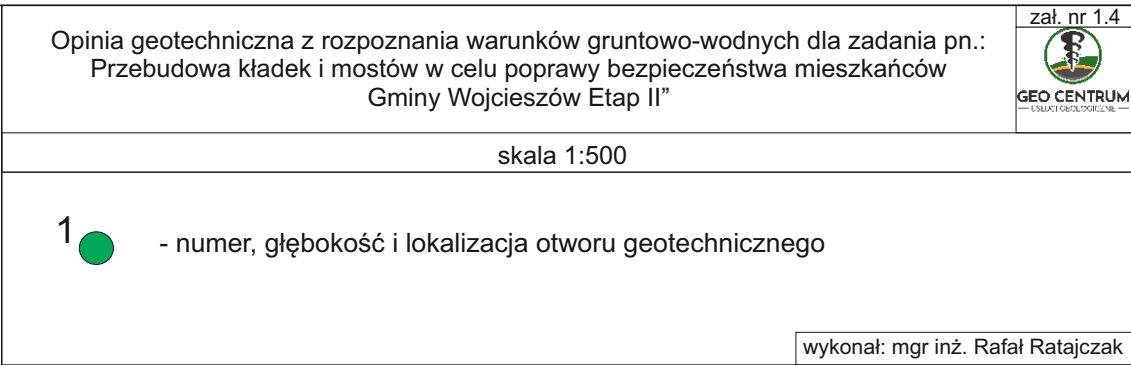 zał. nr 1.4
Opinia geotechniczna z rozpoznania warunków gruntowo-wodnych dla zadania pn.:
Przebudowa kładek i mostów w celu poprawy bezpieczeństwa mieszkańców
Gminy Wojcieszów Etap II”
GEO CENTRUM
— USŁUGI GEOLOGICZNE —
skala 1:500
1
- numer, głębokość i lokalizacja otworu geotechnicznego
wykonał: mgr inż. Rafał Ratajczak